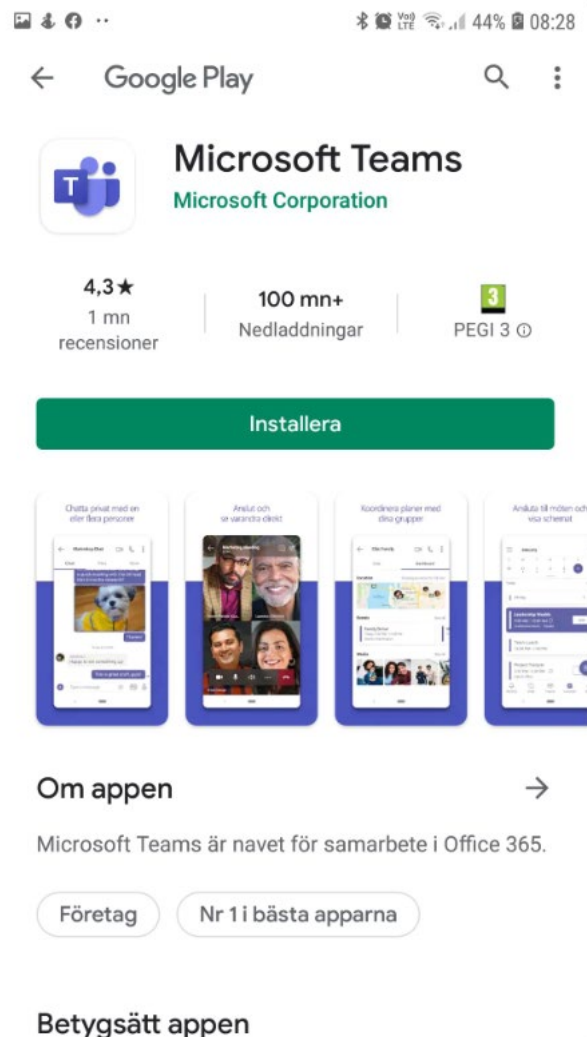 Vo))
LTE
44%
08:28
Google Play
T
Microsoft Teams
Microsoft Corporation
4,3★
1 mn
recensioner
100 mn+
Nedladdningar
3
PEGI 3
Installera
Chatta privat med en
eller flera personer
Anslut och
se varandra direkt
Koordinera planer med
dina grupper
Ansluta till möten och
visa schemat
Om appen
Microsoft Teams är navet för samarbete i Office 365.
Företag
Nr 1 i bästa apparna
Betygsätt appen